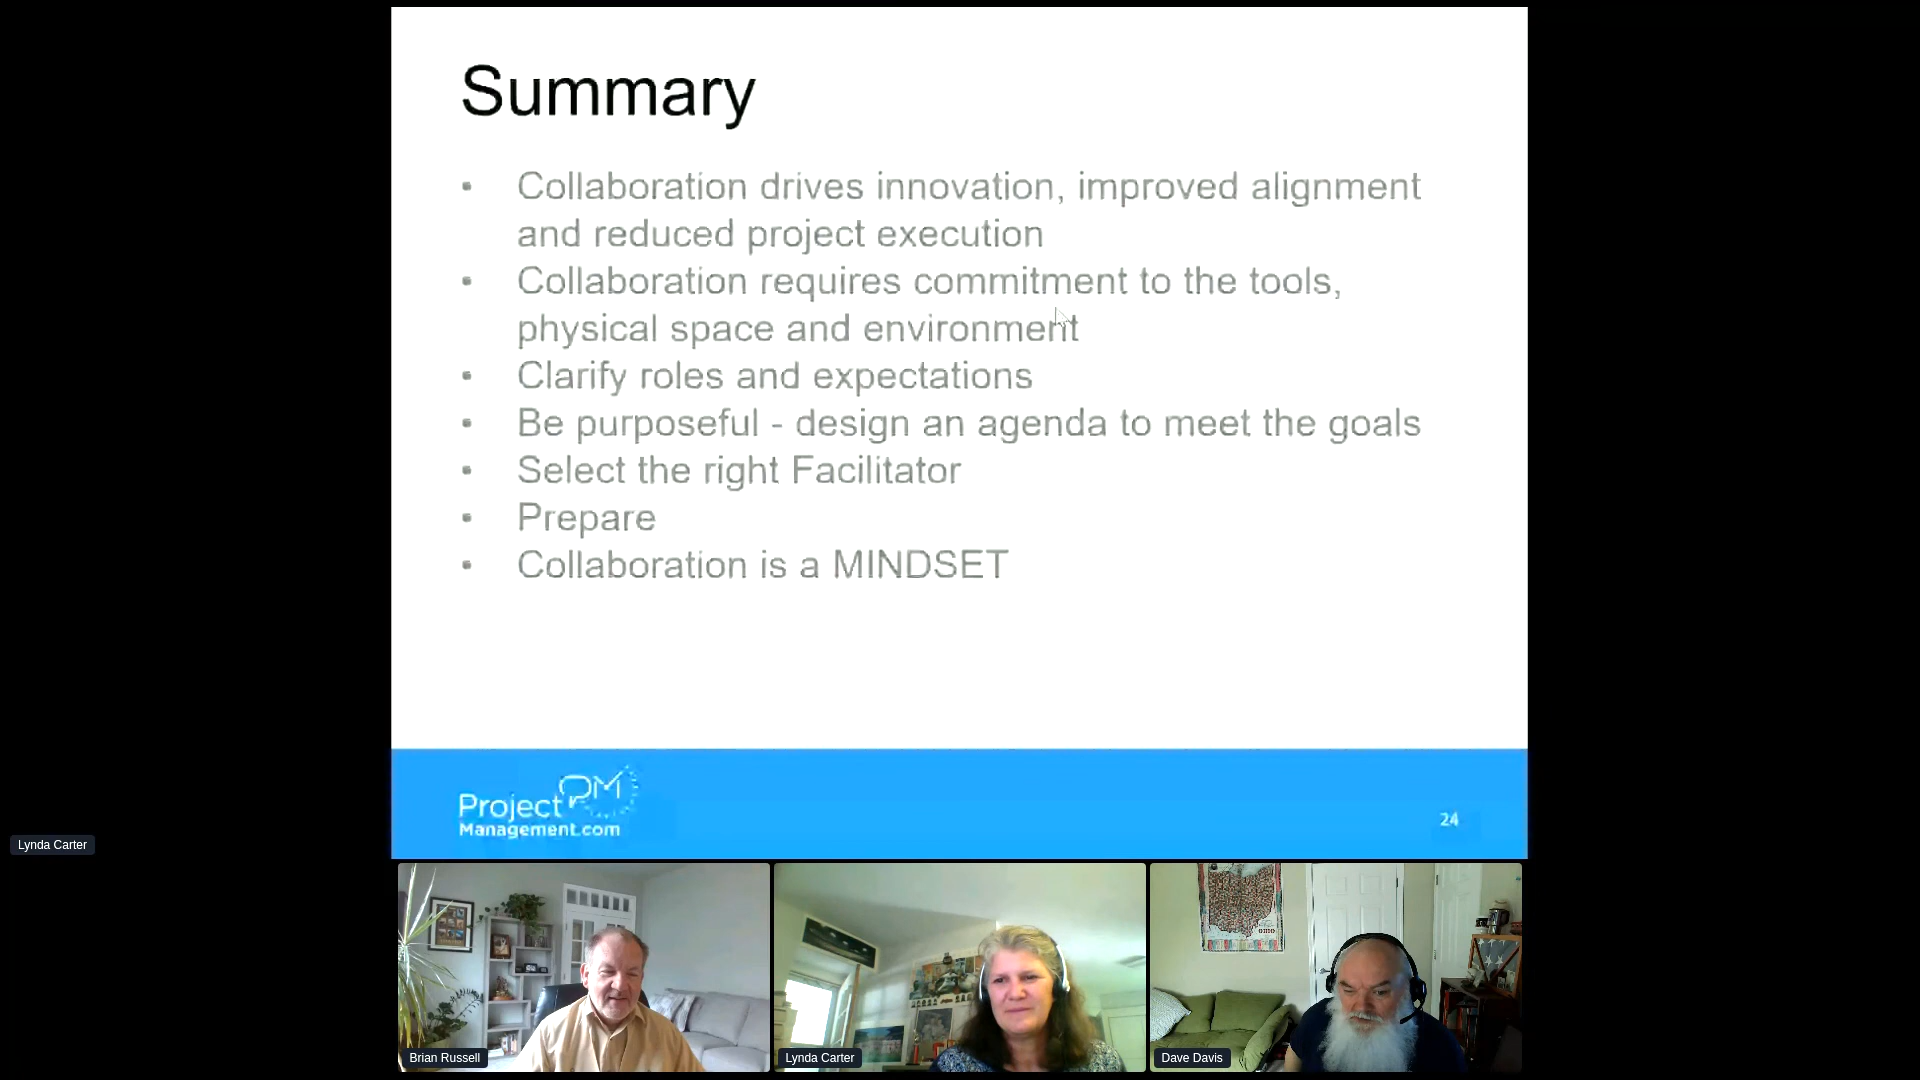 Summary
• Collaboration drives innovation, improved alignment
and reduced project execution
• Collaboration requires commitment to the tools,
physical space and environment
• Clarify roles and expectations
• Be purposeful - design an agenda to meet the goals
• Select the right Facilitator
• Prepare
• Collaboration is a MINDSET
Project PM
Management.com
24
Lynda Carter
Brian Russell
Lynda Carter
Dave Davis
OHIO